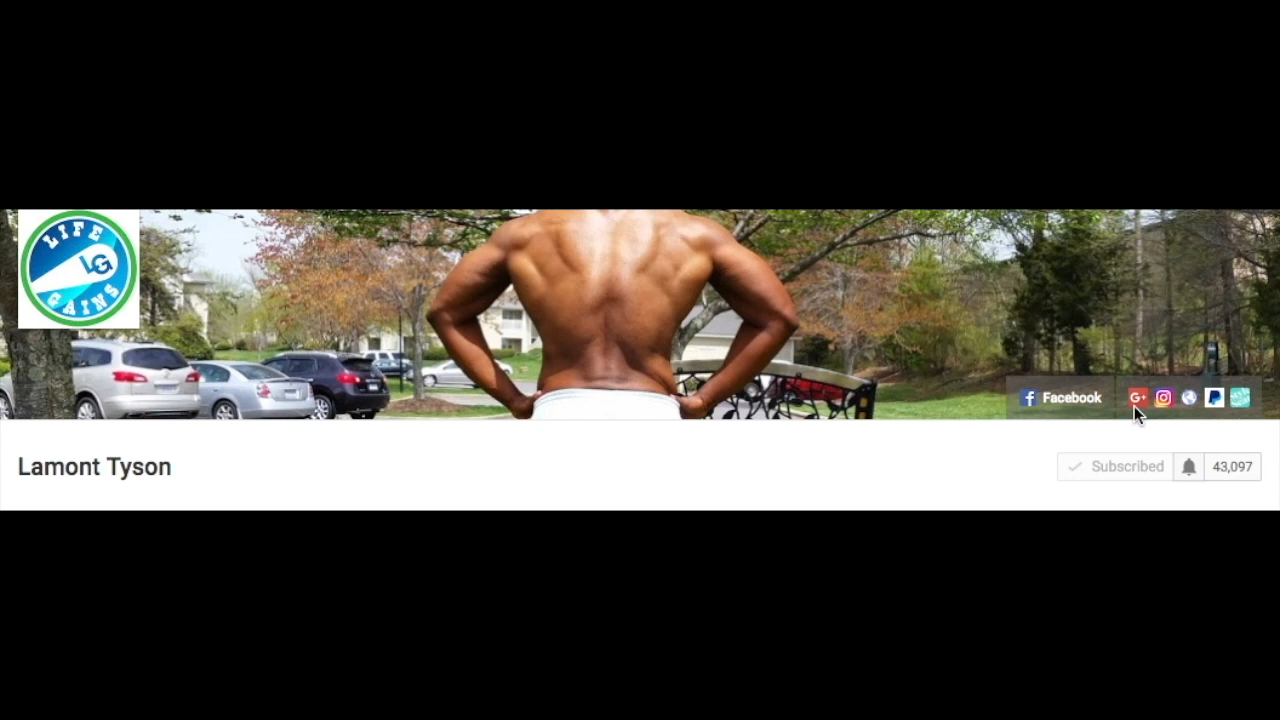 LIFE
LG
GAINS
Facebook
G+
Lamont Tyson
Subscribed
43,097